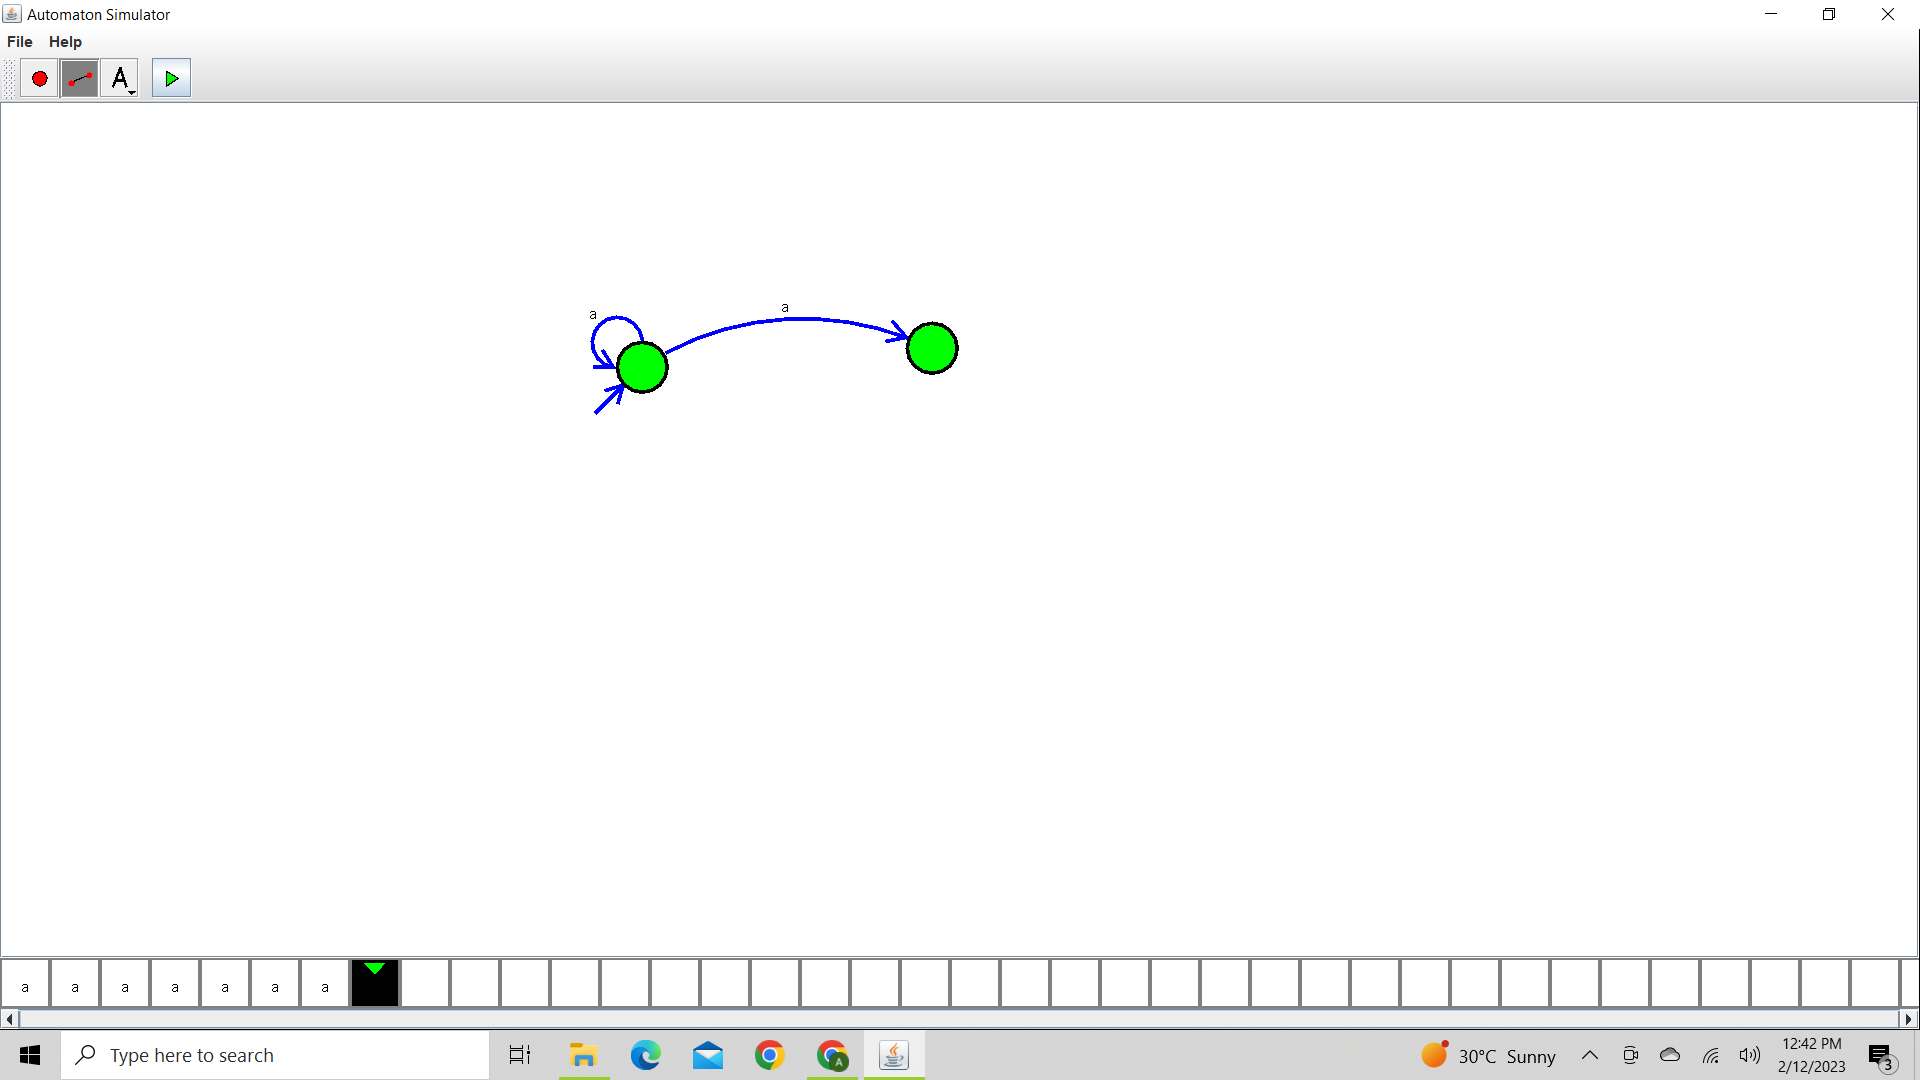 Automaton Simulator
File Help
A
a
a
a a a a a a a
Type here to search
A
30°C Sunny
12:42 PM
2/12/2023
3